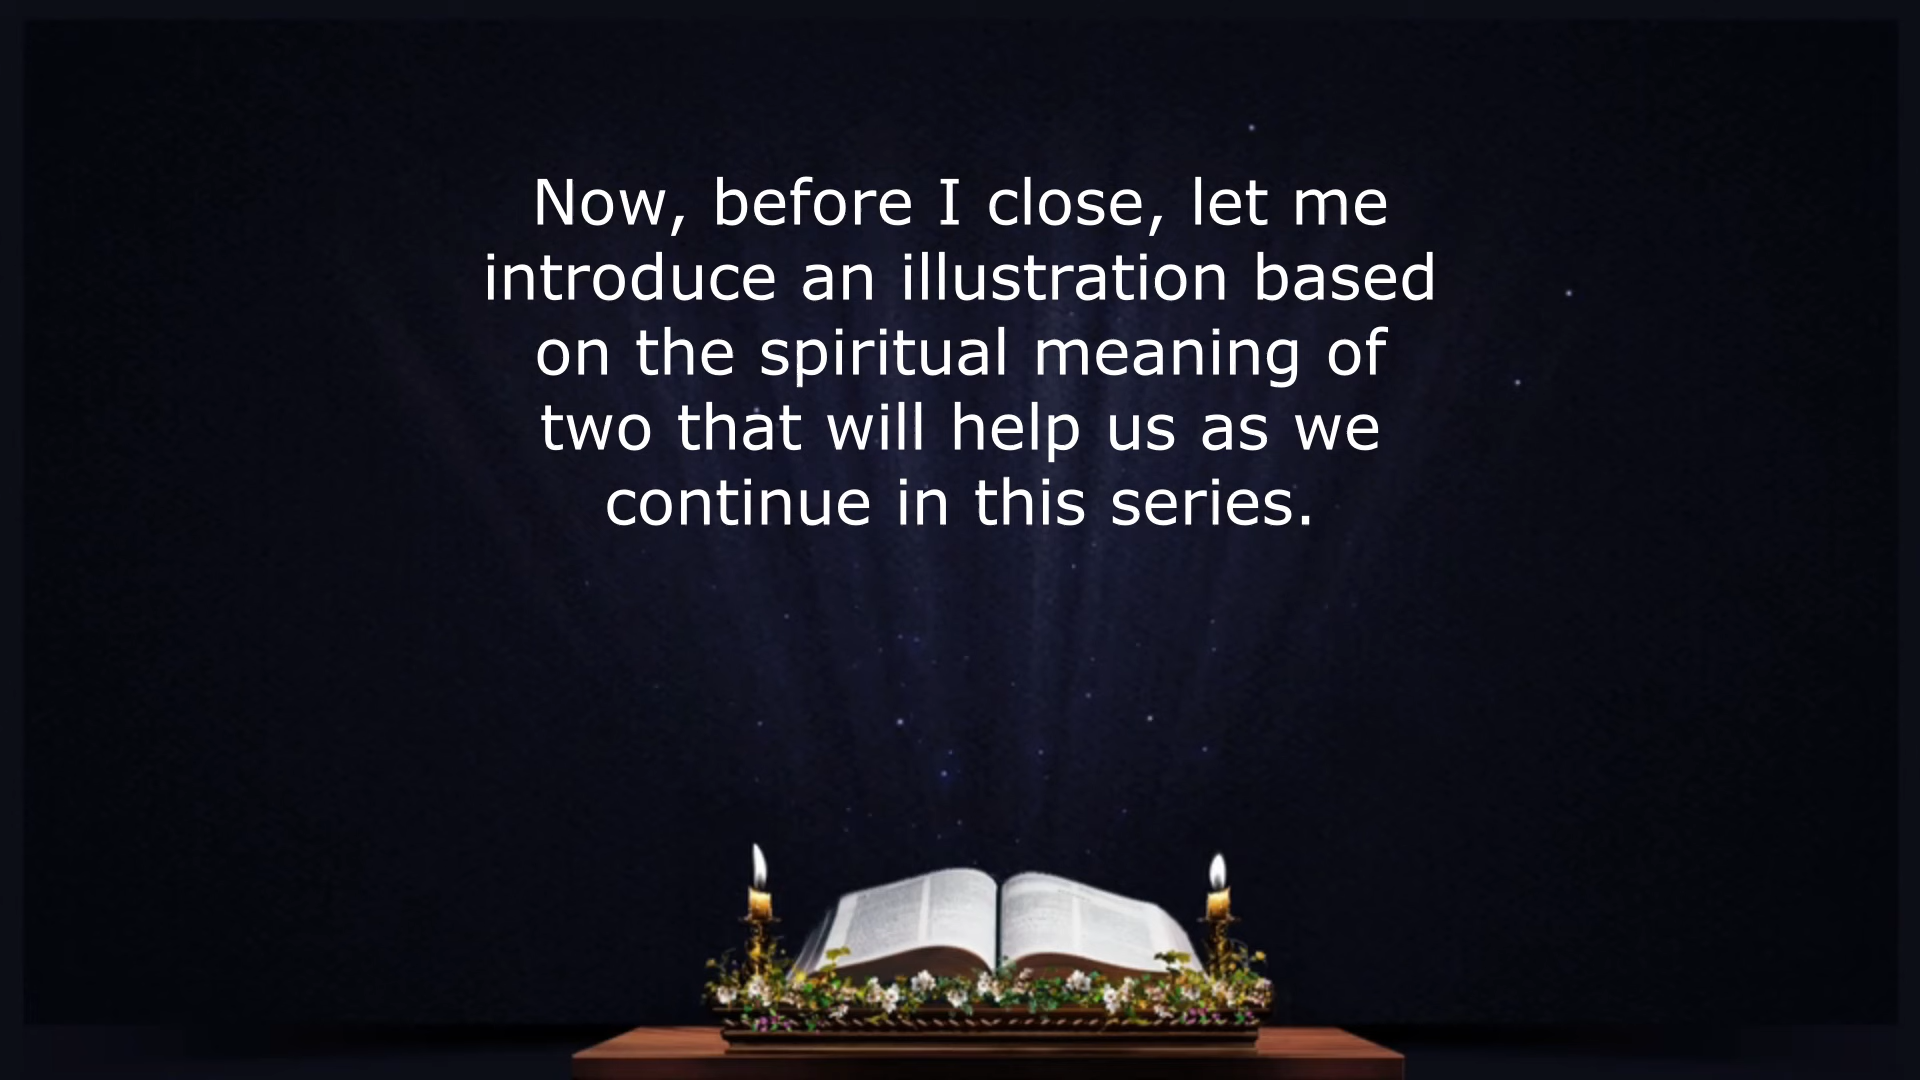 Now, before I close, let me
introduce an illustration based
on the spiritual meaning of
two that will help us as we
continue in this series.